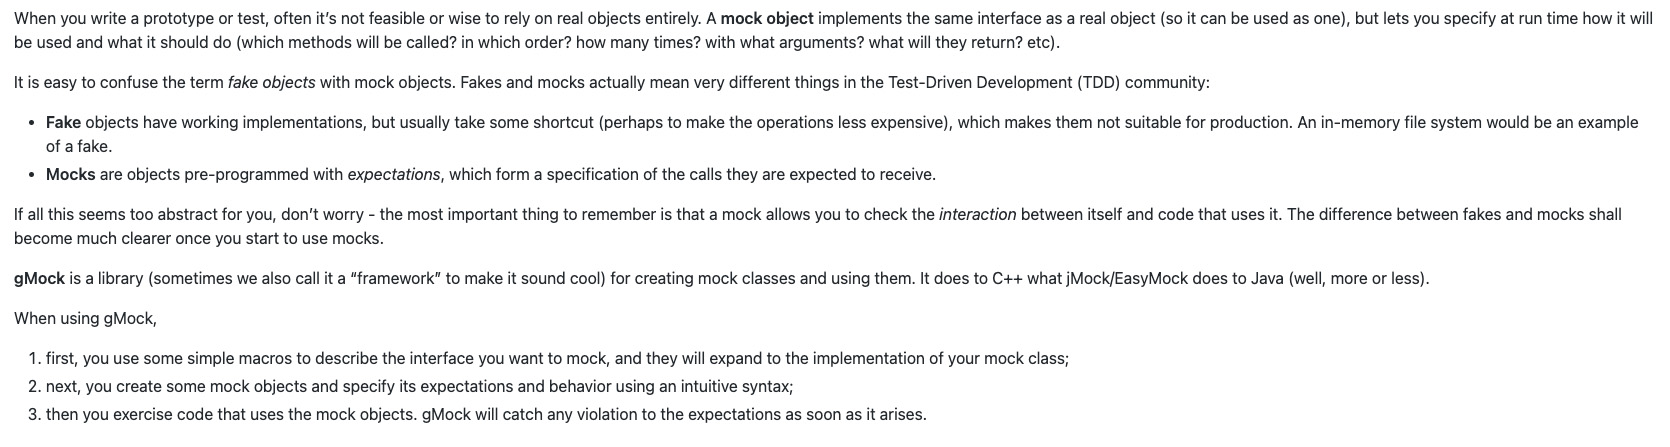 When you write a prototype or test, often it’s not feasible or wise to rely on real objects entirely. A mock object implements the same interface as a real object (so it can be used as one), but lets you specify at run time how it will
be used and what it should do (which methods will be called? in which order? how many times? with what arguments? what will they return? etc).
It is easy to confuse the term fake objects with mock objects. Fakes and mocks actually mean very different things in the Test-Driven Development (TDD) community:
• Fake objects have working implementations, but usually take some shortcut (perhaps to make the operations less expensive), which makes them not suitable for production. An in-memory file system would be an example
of a fake.
• Mocks are objects pre-programmed with expectations, which form a specification of the calls they are expected to receive.
If all this seems too abstract for you, don’t worry - the most important thing to remember is that a mock allows you to check the interaction between itself and code that uses it. The difference between fakes and mocks shall
become much clearer once you start to use mocks.
gMock is a library (sometimes we also call it a “framework” to make it sound cool) for creating mock classes and using them. It does to C++ what jMock/EasyMock does to Java (well, more or less).
When using gMock,
1. first, you use some simple macros to describe the interface you want to mock, and they will expand to the implementation of your mock class;
2. next, you create some mock objects and specify its expectations and behavior using an intuitive syntax;
3. then you exercise code that uses the mock objects. gMock will catch any violation to the expectations as soon as it arises.